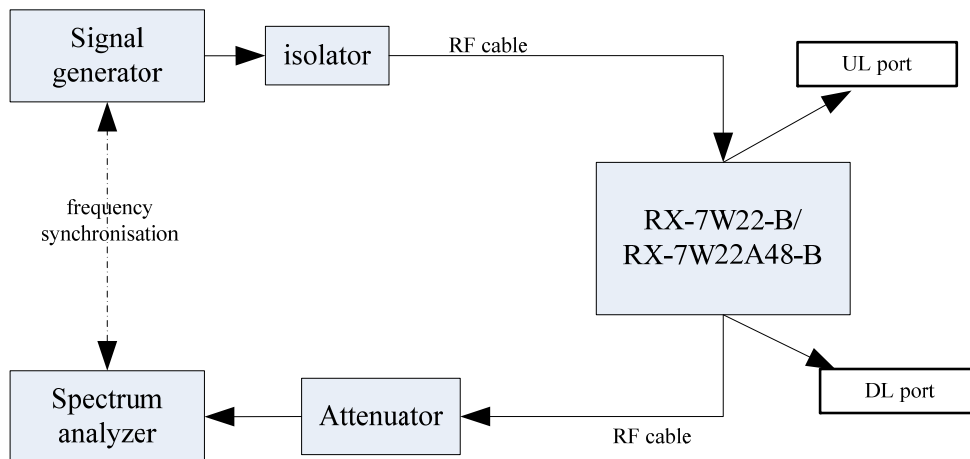 Signal
generator
isolator
RF cable
UL port
frequency
synchronisation
RX-7W22-B/
RX-7W22A48-B
Spectrum
analyzer
Attenuator
RF cable
DL port